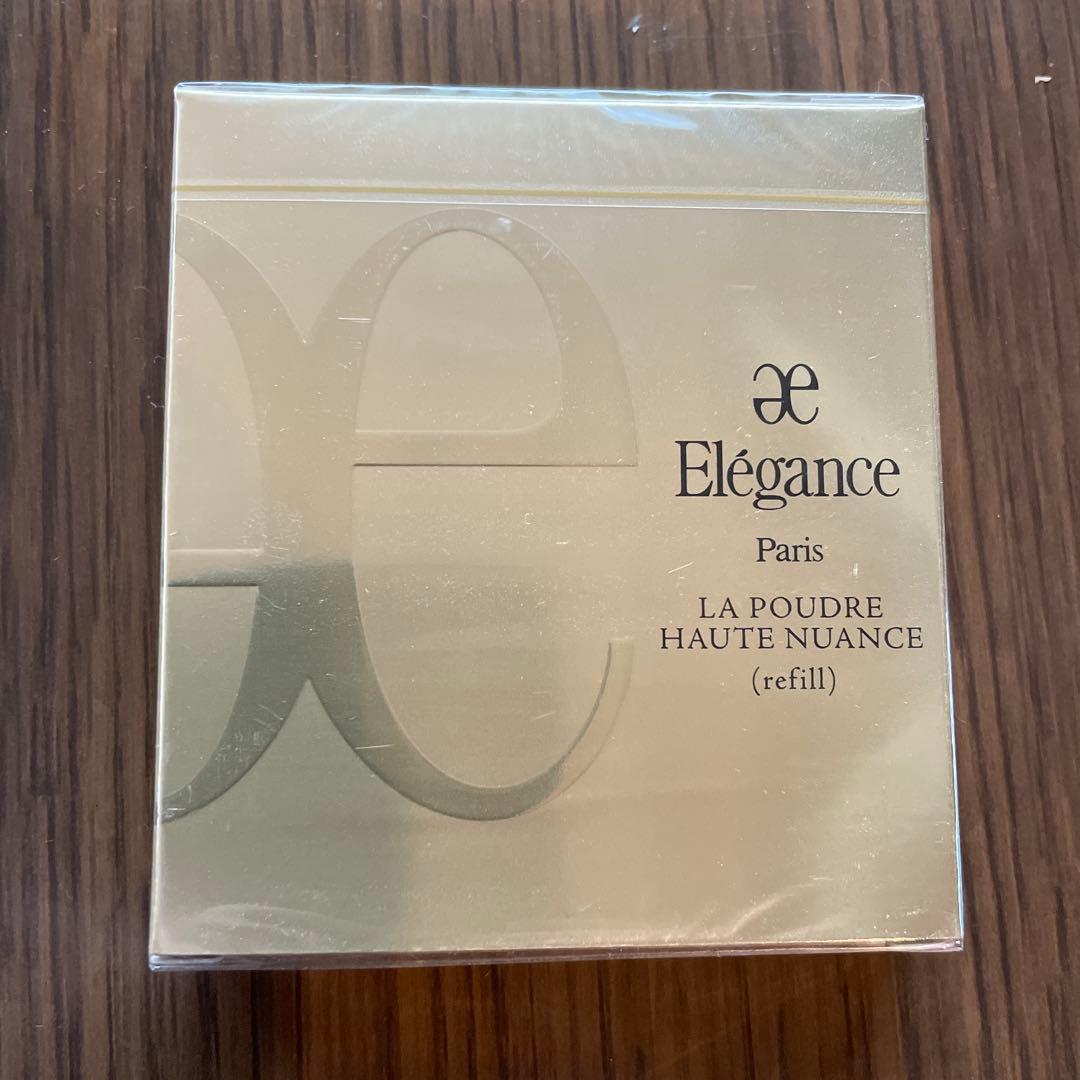 Elégance
Paris
LA POUDRE
HAUTE NUANCE
(refill)